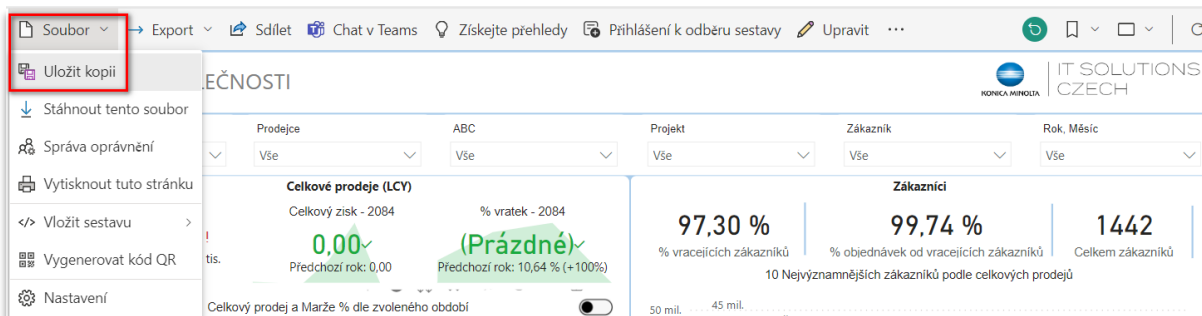 Soubor Export Sdílet Chat v Teams Získejte přehledy Přihlášení k odběru sestavy Upravit ...
Uložit kopii
EČNOSTI
KONICA MINOLTA
IT SOLUTIONS
CZECH
Stáhnout tento soubor
Správa oprávnění
Vytisknout tuto stránku
Vložit sestavu
Vygenerovat kód QR
Nastavení
Prodejce ABC Projekt Zákazník Rok, Měsíc
Vše Vše Vše Vše Vše
Celkové prodeje (LCY)
Celkový zisk - 2084 % vratek - 2084
!
tis.
0,00 (Prázdné)
Předchozí rok: 0,00 Předchozí rok: 10,64 % (+100%)
Celkový prodej a Marže % dle zvoleného období
Zákazníci
97,30 % 99,74 % 1442
% vracejících zákazníků % objednávek od vracejících zákazníků Celkem zákazníků
10 Nejvýznamnějších zákazníků podle celkových prodejů
50 mil. 45 mil.